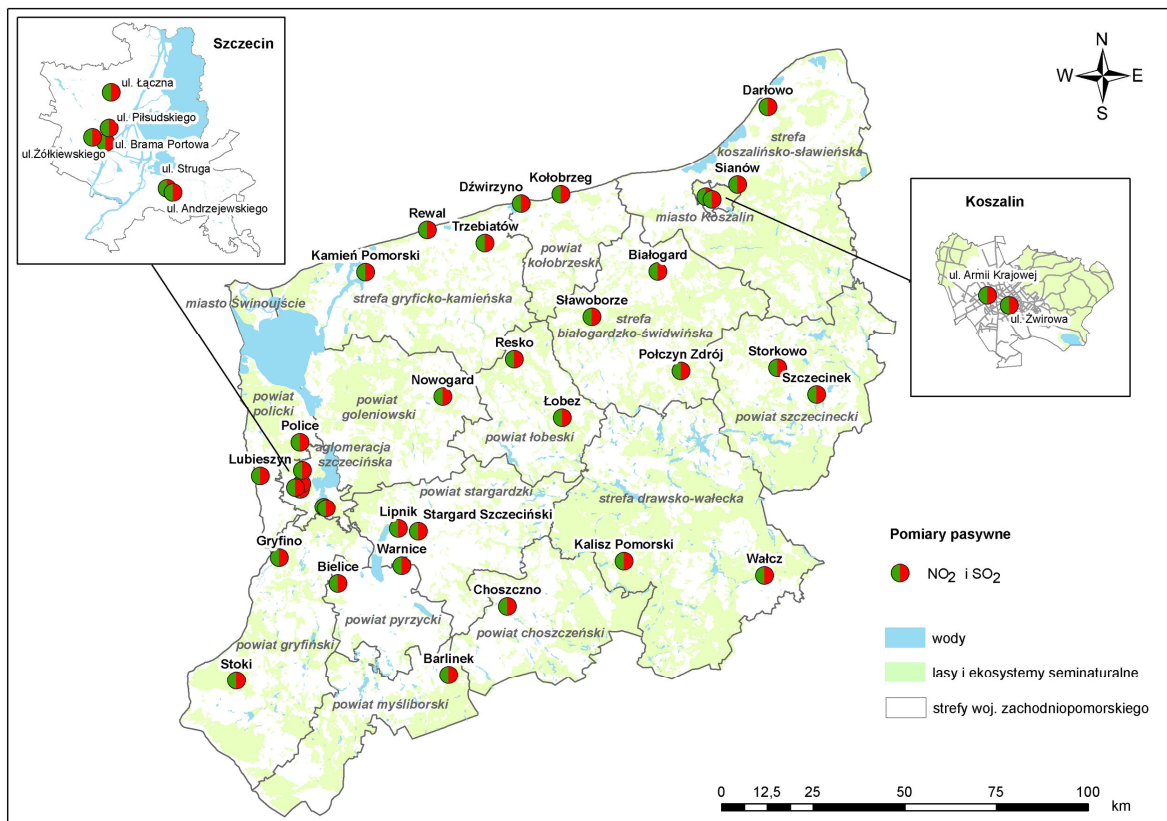 Szczecin
ul. Łączna
ul. Piłsudskiego
ul. Brama Portowa
ul.Żółkiewskiego
ul. Struga
ul. Andrzejewskiego
N
W
E
S
Darłowo
strefa
koszalińsko-sławieńska
Sianów
miasto Koszalin
Kołobrzeg
Dźwirzyno
Rewal
Trzebiatów
powiat
kołobrzeski
Białogard
Kamień Pomorski
strefa gryficko-kamieńska
miasto Świnoujście
Sławoborze
strefa
białogardzko-świdwińska
Koszalin
ul. Armii Krajowej
ul. Żwirowa
Resko
Połczyn Zdrój
Storkowo
Szczecinek
powiat szczecinecki
Nowogard
powiat
goleniowski
powiat
policki
Łobez
powiat łobeski
Police
aglomeracja
szczecińska
Lubieszyn
powiat stargardzki
strefa drawsko-wałecka
Lipnik
Stargard Szczeciński
Warnice
Gryfino
Bielice
Kalisz Pomorski
Wałcz
Choszczno
powiat pyrzycki
powiat choszczeński
powiat gryfiński
Stoki
Barlinek
powiat myśliborski
Pomiary pasywne
NO2 i SO2
wody
lasy i ekosystemy seminaturalne
strefy woj. zachodniopomorskiego
0 12,5 25 50 75 100
km